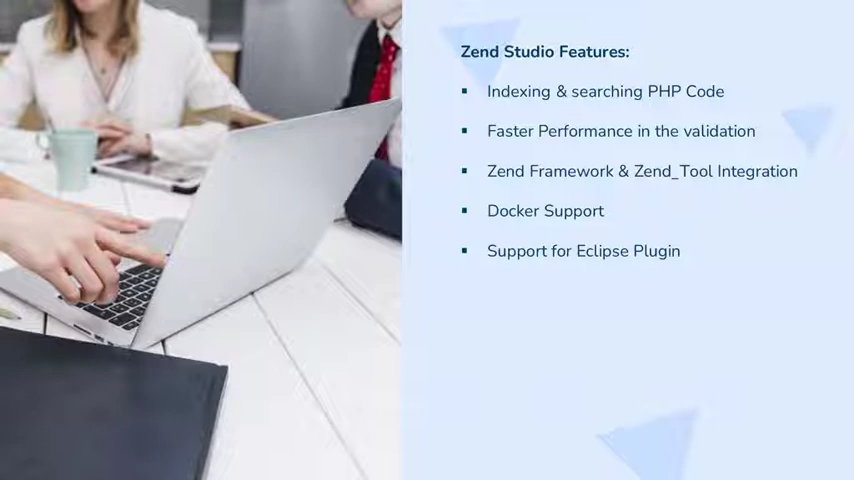 Zend Studio Features:
▪ Indexing & searching PHP Code
▪ Faster Performance in the validation
▪ Zend Framework & Zend_Tool Integration
▪ Docker Support
▪ Support for Eclipse Plugin